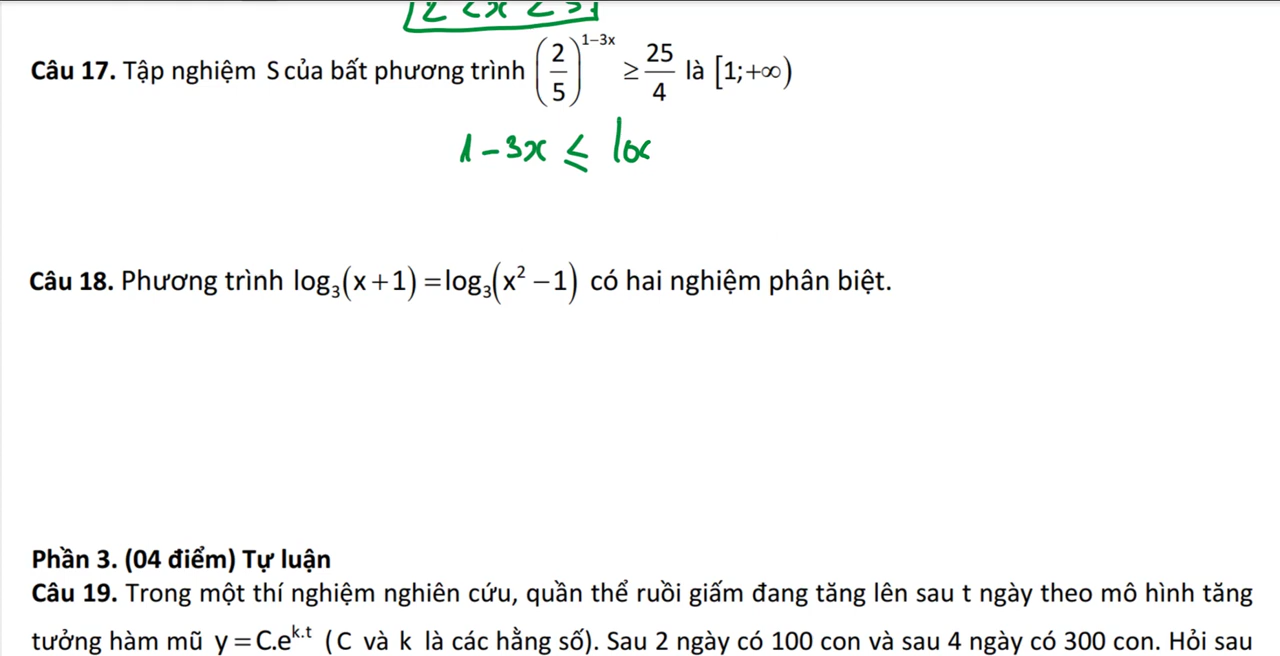 2 < x < 3
Câu 17. Tập nghiệm S của bất phương trình (2/5)^(1−3x) ≥ 25/4 là [1;+∞)
1 − 3x ≤ loc
Câu 18. Phương trình log₃(x+1) = log₃(x² −1) có hai nghiệm phân biệt.
Phần 3. (04 điểm) Tự luận
Câu 19. Trong một thí nghiệm nghiên cứu, quần thể ruồi giấm đang tăng lên sau t ngày theo mô hình tăng
tưởng hàm mũ y = C.e^(k.t) ( C và k là các hằng số). Sau 2 ngày có 100 con và sau 4 ngày có 300 con. Hỏi sau